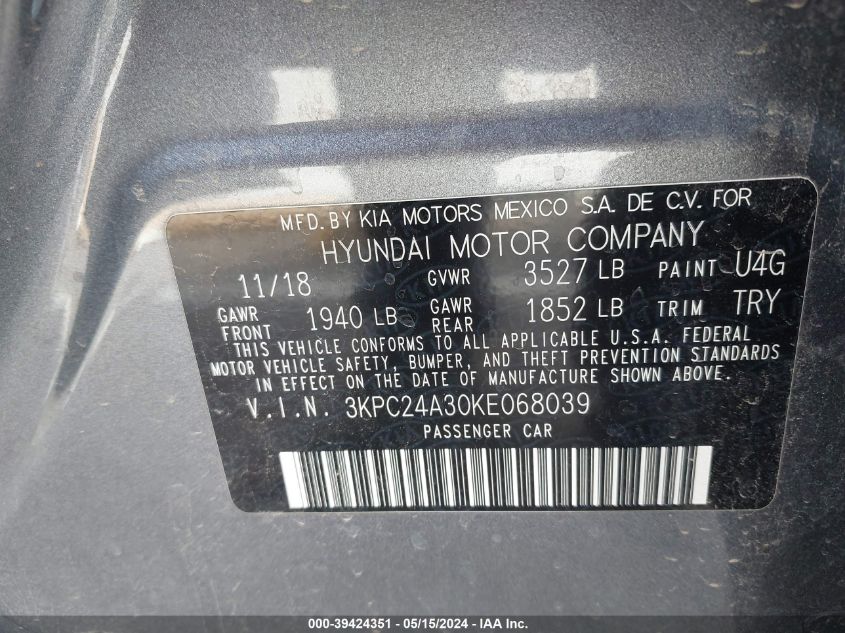 MFD. BY KIA MOTORS MEXICO S.A. DE C.V. FOR
HYUNDAI MOTOR COMPANY
11/18 GVWR 3527 LB PAINT U4G
GAWR FRONT 1940 LB GAWR REAR 1852 LB TRIM TRY
THIS VEHICLE CONFORMS TO ALL APPLICABLE U.S.A. FEDERAL
MOTOR VEHICLE SAFETY, BUMPER, AND THEFT PREVENTION STANDARDS
IN EFFECT ON THE DATE OF MANUFACTURE SHOWN ABOVE.
V.I.N. 3KPC24A30KE068039
PASSENGER CAR
000-39424351 - 05/15/2024 - IAA Inc.